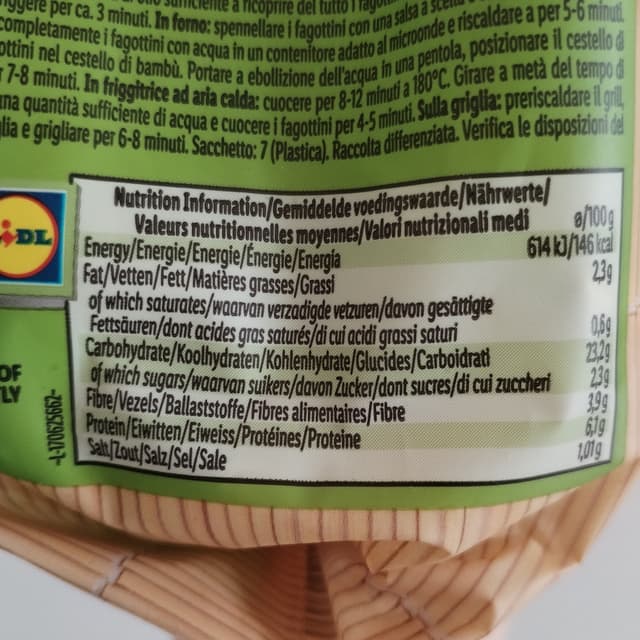 iggere per ca. 3 minuti. In forno: spennellare i fagottini con una salsa a scelta
completamente i fagottini con acqua in un contenitore adatto al microonde e riscaldare a per 5-6 minuti.
ottini nel cestello di bambù. Portare a ebollizione dell'acqua in una pentola, posizionare il cestello di
r 7-8 minuti. In friggitrice ad aria calda: cuocere per 8-12 minuti a 180°C. Girare a metà del tempo di
una quantità sufficiente di acqua e cuocere i fagottini per 4-5 minuti. Sulla griglia: preriscaldare il gril,
lia e grigliare per 6-8 minuti. Sacchetto: 7 (Plastica). Raccolta differenziata. Verifica le disposizioni del
LIDL
Nutrition Information/Gemiddelde voedingswaarde/Nährwerte/
Valeurs nutritionnelles moyennes/Valori nutrizionali medi ø/100g
Energy/Energie/Energie/Énergie/Energia 614 kJ/146 kcal
Fat/Vetten/Fett/Matières grasses/Grassi 2,3g
of which saturates/waarvan verzadigde vetzuren/davon gesättigte
Fettsäuren/dont acides gras saturés/di cui acidi grassi saturi 0,6g
Carbohydrate/Koolhydraten/Kohlenhydrate/Glucides/Carboidrati 23,2g
of which sugars/waarvan suikers/davon Zucker/dont sucres/di cui zuccheri 2,3g
Fibre/Vezels/Ballaststoffe/Fibres alimentaires/Fibre 3,9g
Protein/Eiwitten/Eiweiss/Protéines/Proteine 6,1g
Salt/Zout/Salz/Sel/Sale 1,01g
OF
LY
-L-170625662-